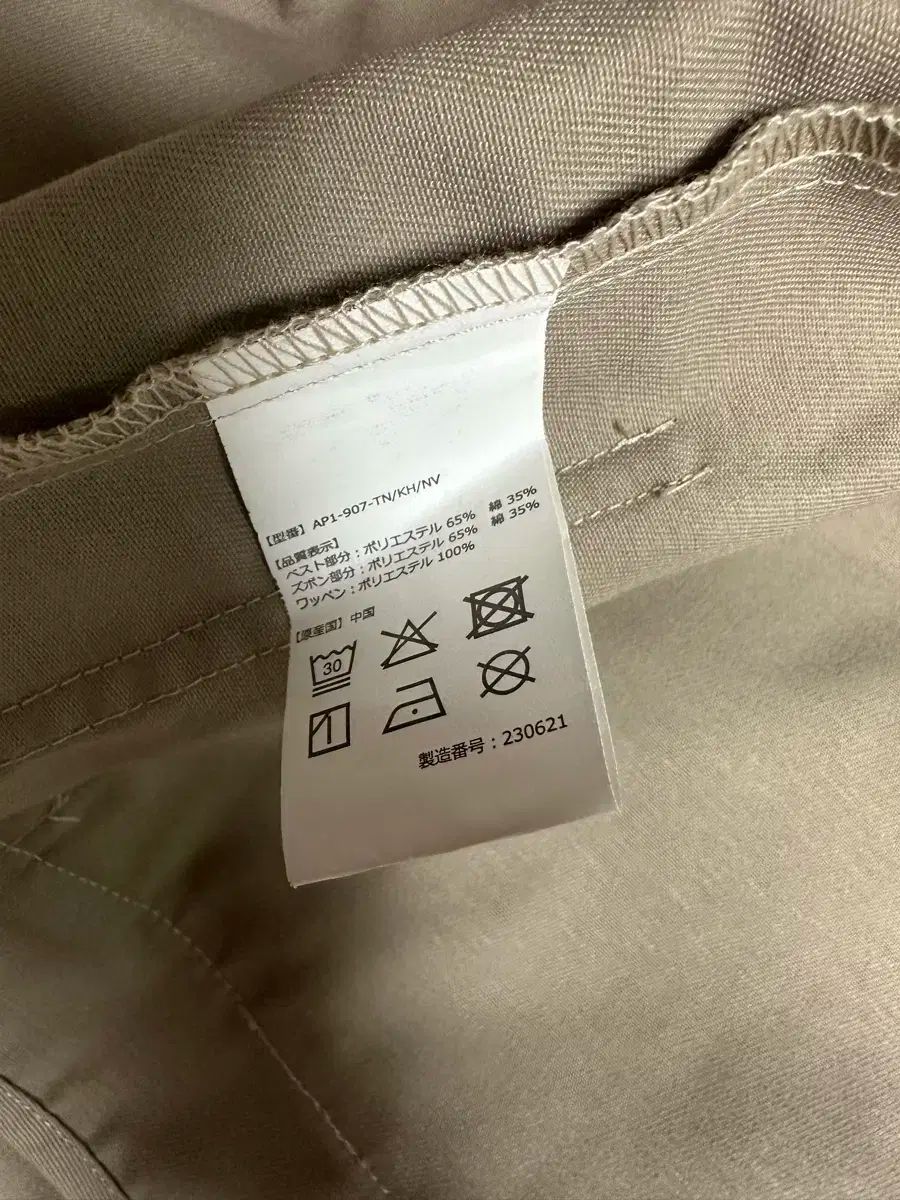 【型番】 AP1-907-TN/KH/NV
【品質表示】
ベスト部分：ポリエステル 65% 綿 35%
ズボン部分：ポリエステル 65% 綿 35%
ワッペン：ポリエステル 100%
【原産国】 中国
30
製造番号：230621